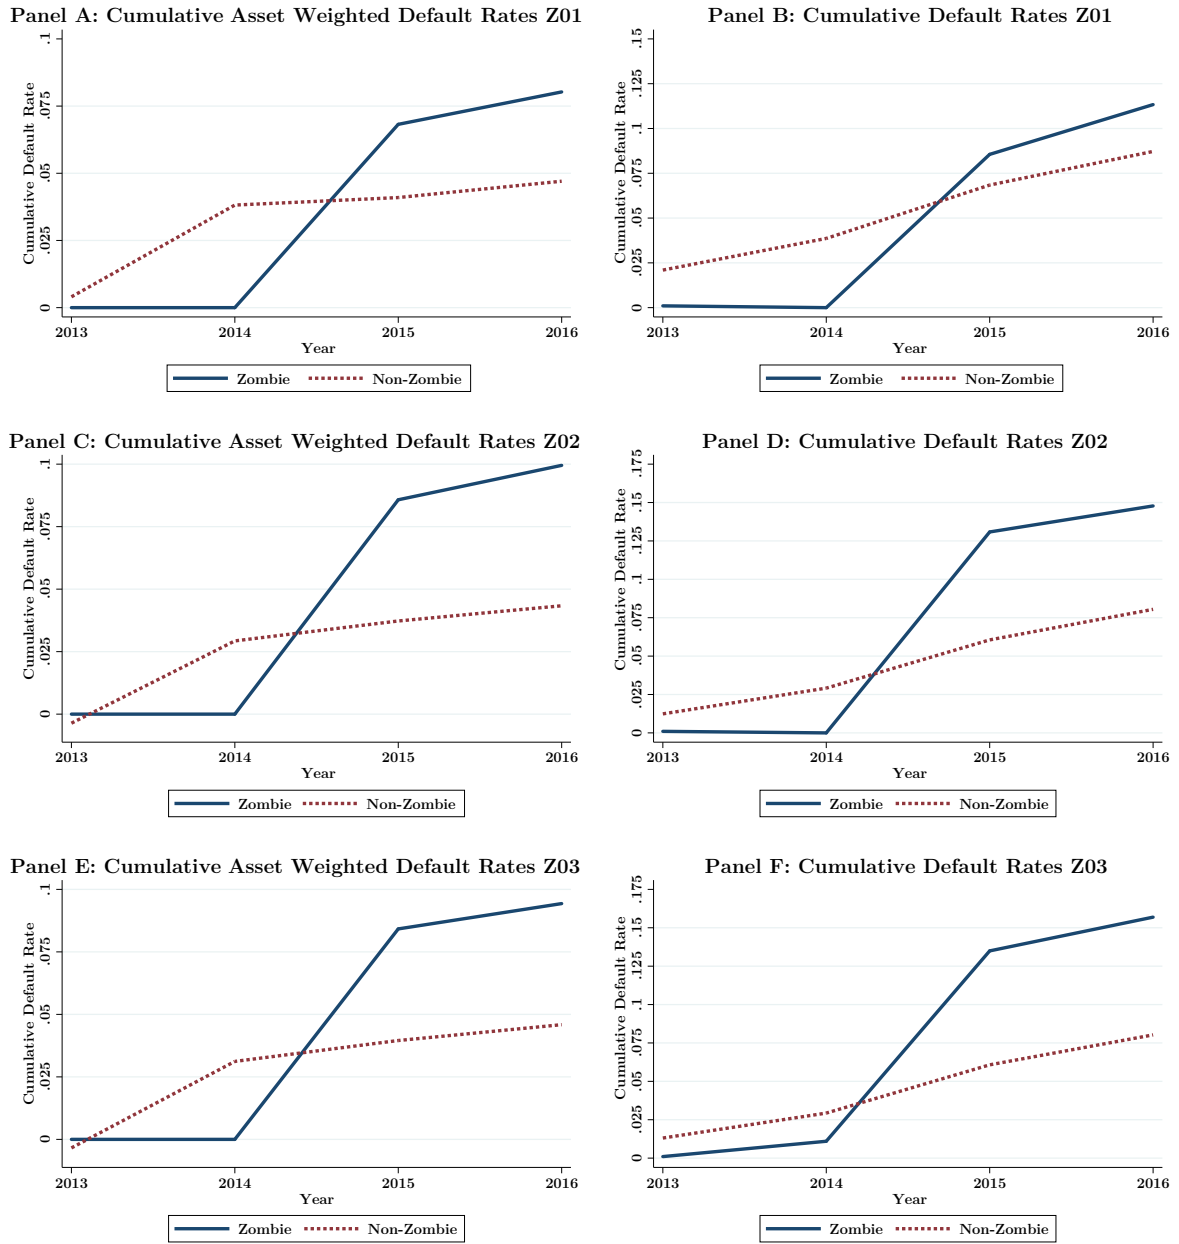 Panel A: Cumulative Asset Weighted Default Rates Z01
Cumulative Default Rate
.1
.075
.05
.025
0
2013 2014 2015 2016
Year
Zombie Non-Zombie
Panel B: Cumulative Default Rates Z01
Cumulative Default Rate
.15
.125
.1
.075
.05
.025
0
2013 2014 2015 2016
Year
Zombie Non-Zombie
Panel C: Cumulative Asset Weighted Default Rates Z02
Cumulative Default Rate
.1
.075
.05
.025
0
2013 2014 2015 2016
Year
Zombie Non-Zombie
Panel D: Cumulative Default Rates Z02
Cumulative Default Rate
.175
.15
.125
.1
.075
.05
.025
0
2013 2014 2015 2016
Year
Zombie Non-Zombie
Panel E: Cumulative Asset Weighted Default Rates Z03
Cumulative Default Rate
.1
.075
.05
.025
0
2013 2014 2015 2016
Year
Zombie Non-Zombie
Panel F: Cumulative Default Rates Z03
Cumulative Default Rate
.175
.15
.125
.1
.075
.05
.025
0
2013 2014 2015 2016
Year
Zombie Non-Zombie